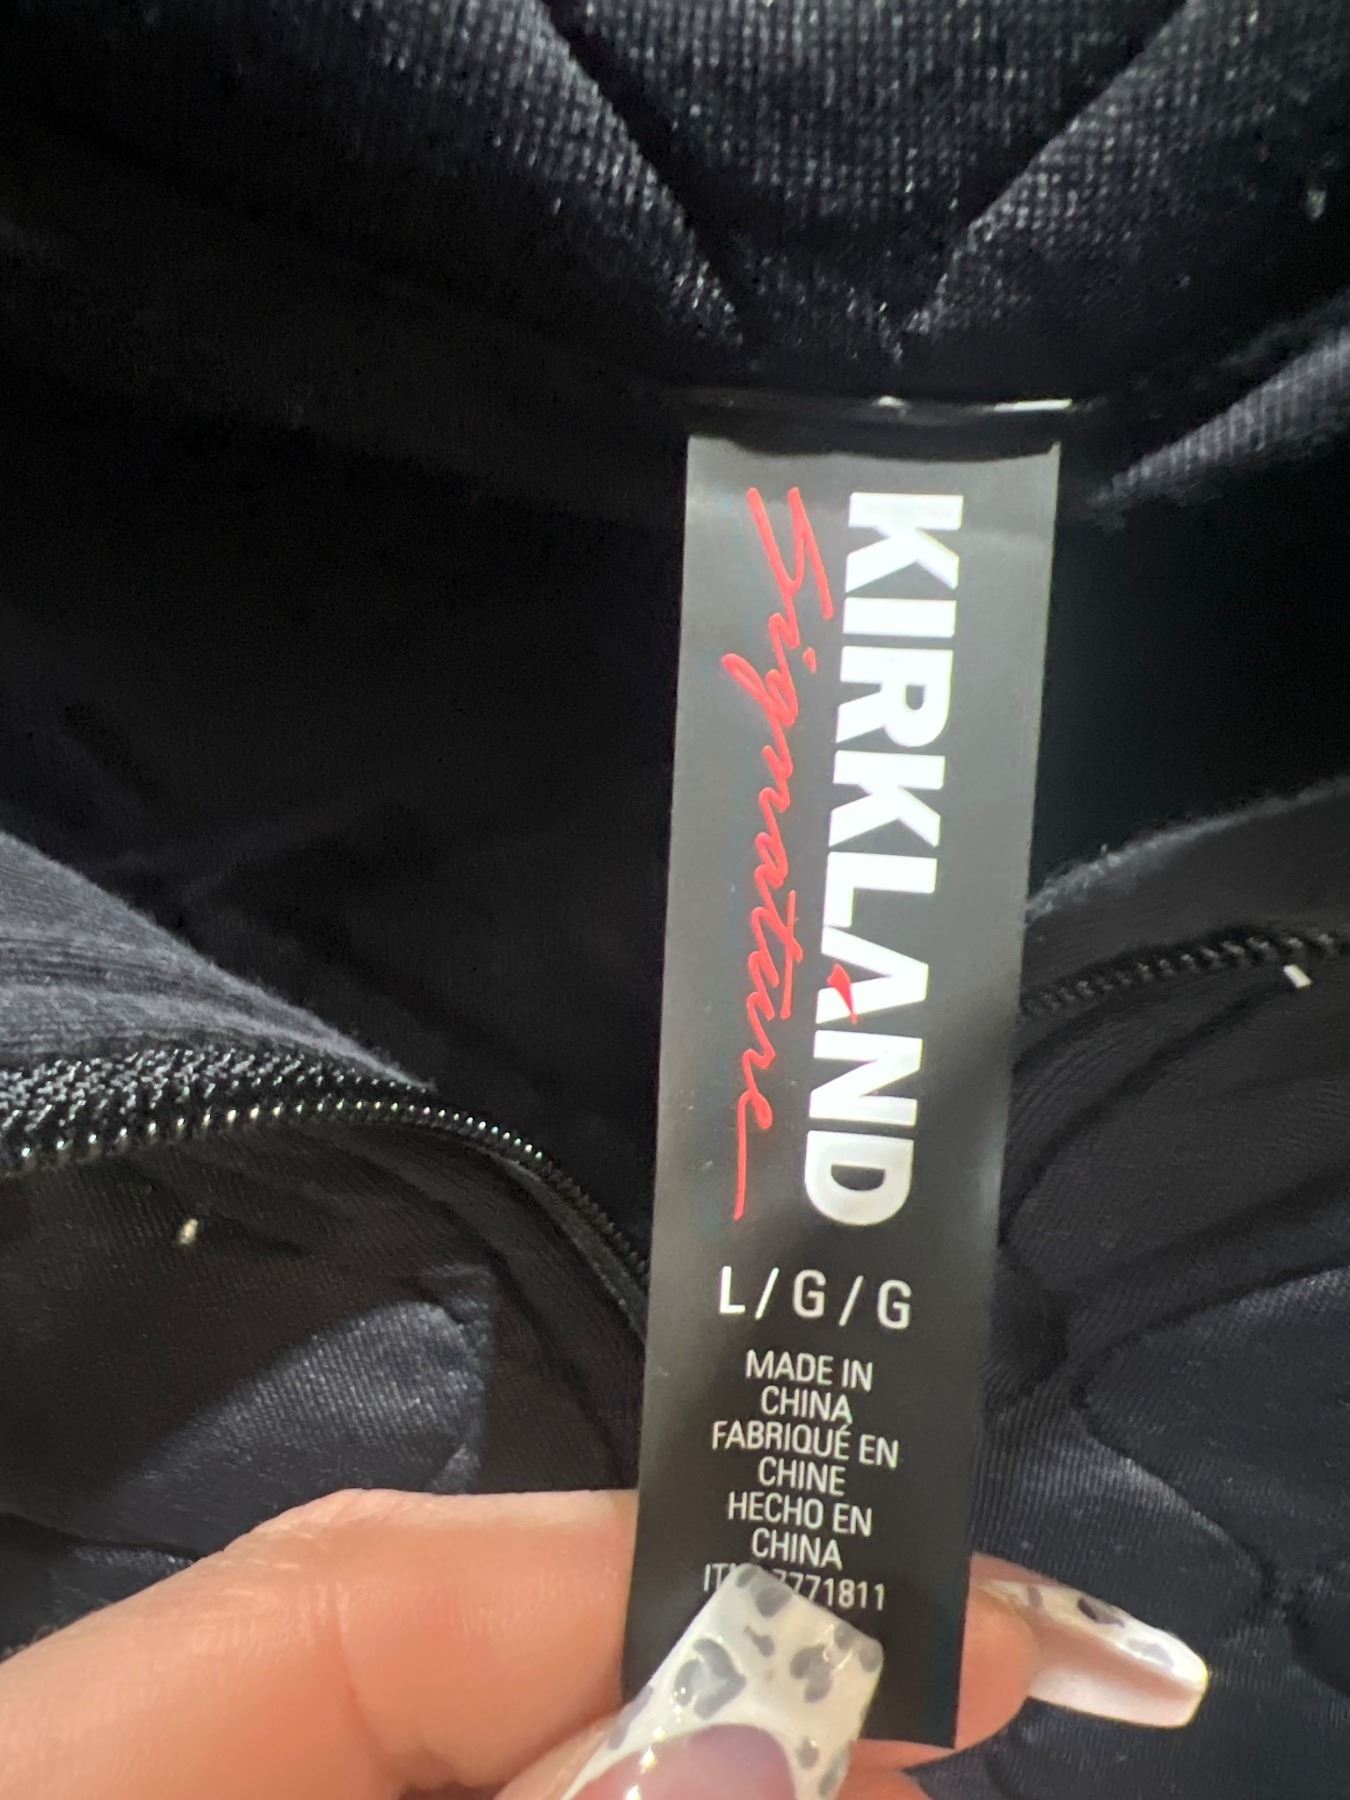 KIRKLAND
Signature
L / G / G
MADE IN
CHINA
FABRIQUÉ EN
CHINE
HECHO EN
CHINA